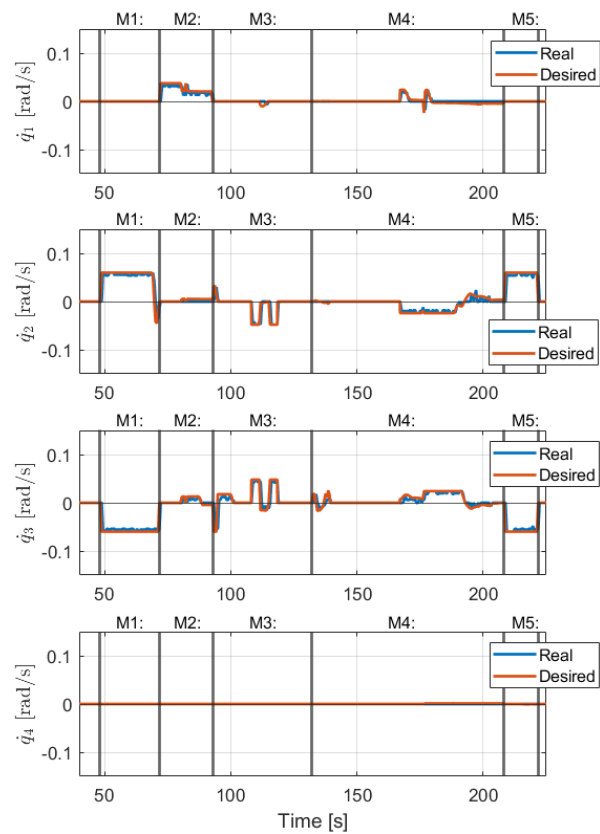 M1: M2: M3: M4: M5:
0.1
0
-0.1
q̇1 [rad/s]
Real
Desired
50 100 150 200
M1: M2: M3: M4: M5:
0.1
0
-0.1
q̇2 [rad/s]
Real
Desired
50 100 150 200
M1: M2: M3: M4: M5:
0.1
0
-0.1
q̇3 [rad/s]
Real
Desired
50 100 150 200
M1: M2: M3: M4: M5:
0.1
0
-0.1
q̇4 [rad/s]
Real
Desired
50 100 150 200
Time [s]